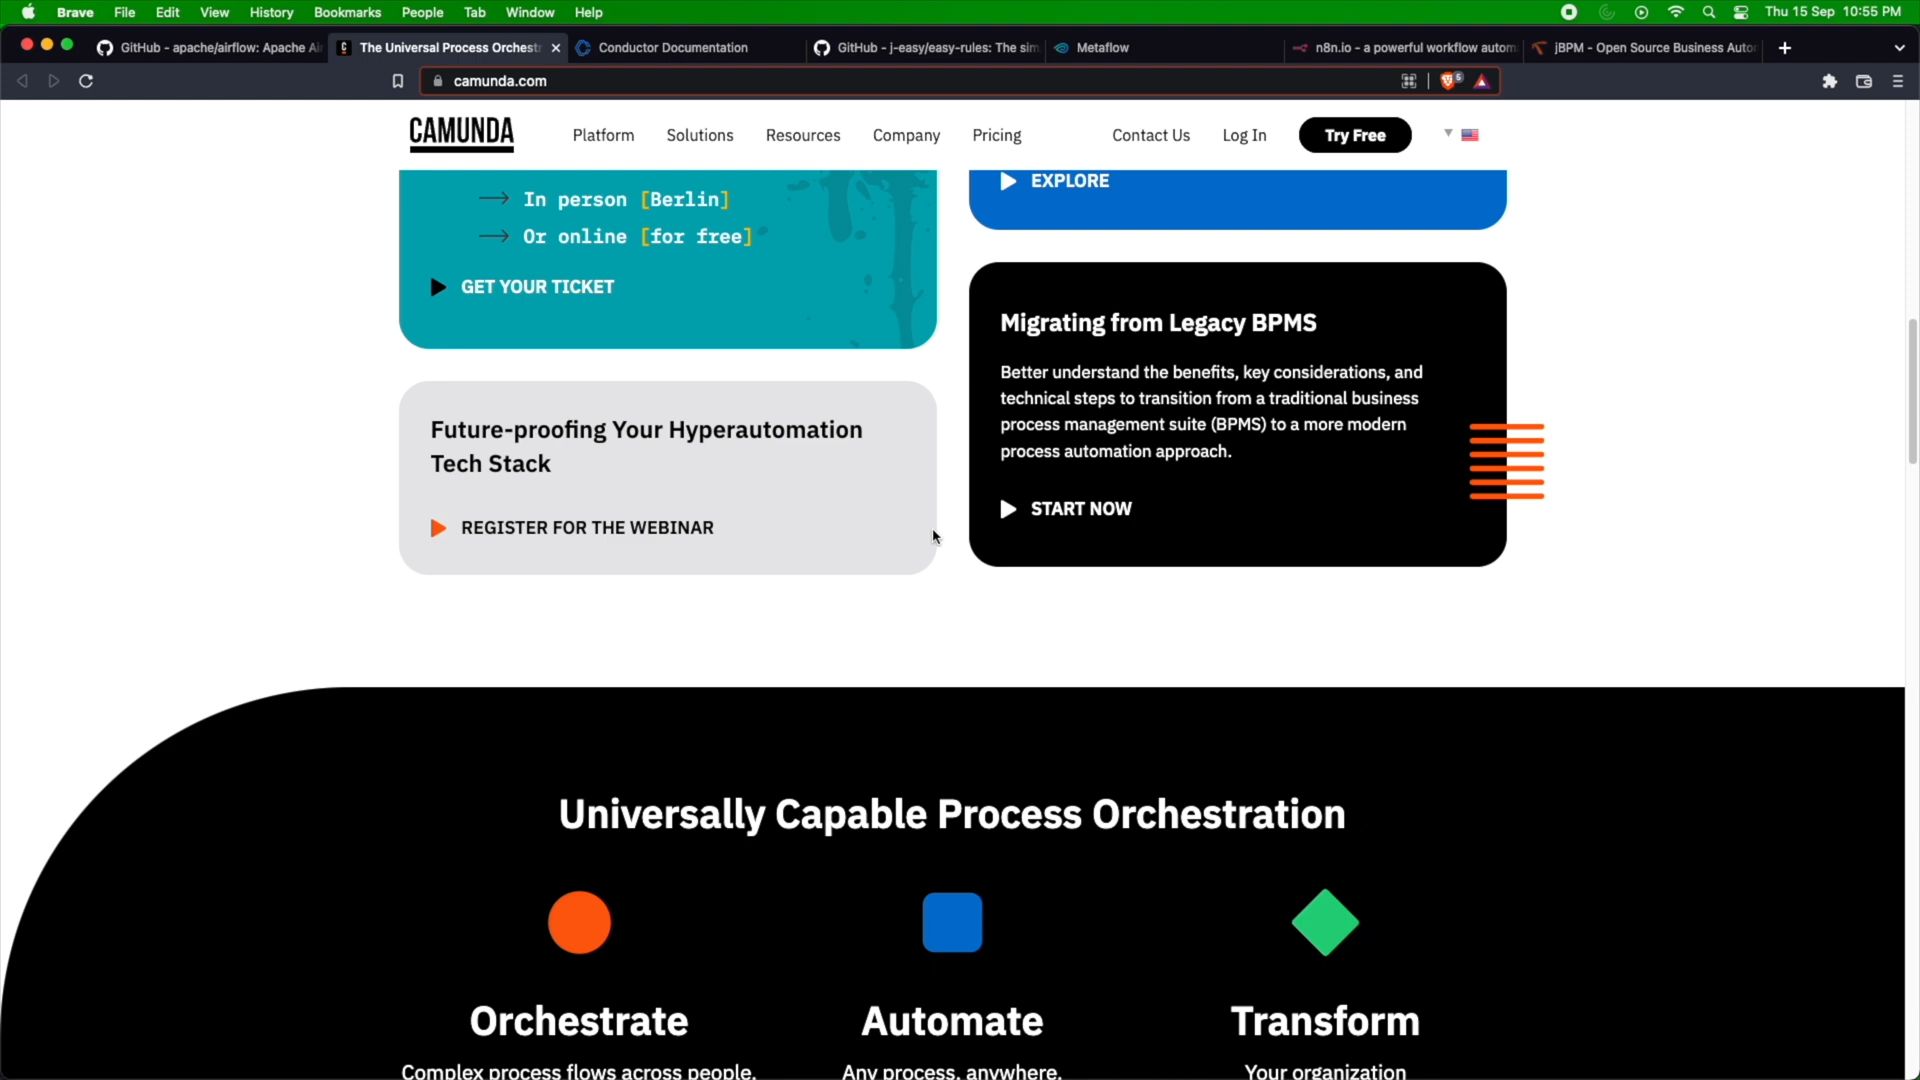 Brave File Edit View History Bookmarks People Tab Window Help Thu 15 Sep 10:55 PM
GitHub - apache/airflow: Apache Ai The Universal Process Orchest Conductor Documentation GitHub - j-easy/easy-rules: The sim Metaflow n8n.io - a powerful workflow autom jBPM - Open Source Business Auto
camunda.com 5
CAMUNDA Platform Solutions Resources Company Pricing Contact Us Log In Try Free
In person [Berlin]
Or online [for free]
GET YOUR TICKET
Future-proofing Your Hyperautomation
Tech Stack
REGISTER FOR THE WEBINAR
EXPLORE
Migrating from Legacy BPMS
Better understand the benefits, key considerations, and
technical steps to transition from a traditional business
process management suite (BPMS) to a more modern
process automation approach.
START NOW
Universally Capable Process Orchestration
Orchestrate
Complex process flows across people,
Automate
Any process, anywhere.
Transform
Your organization